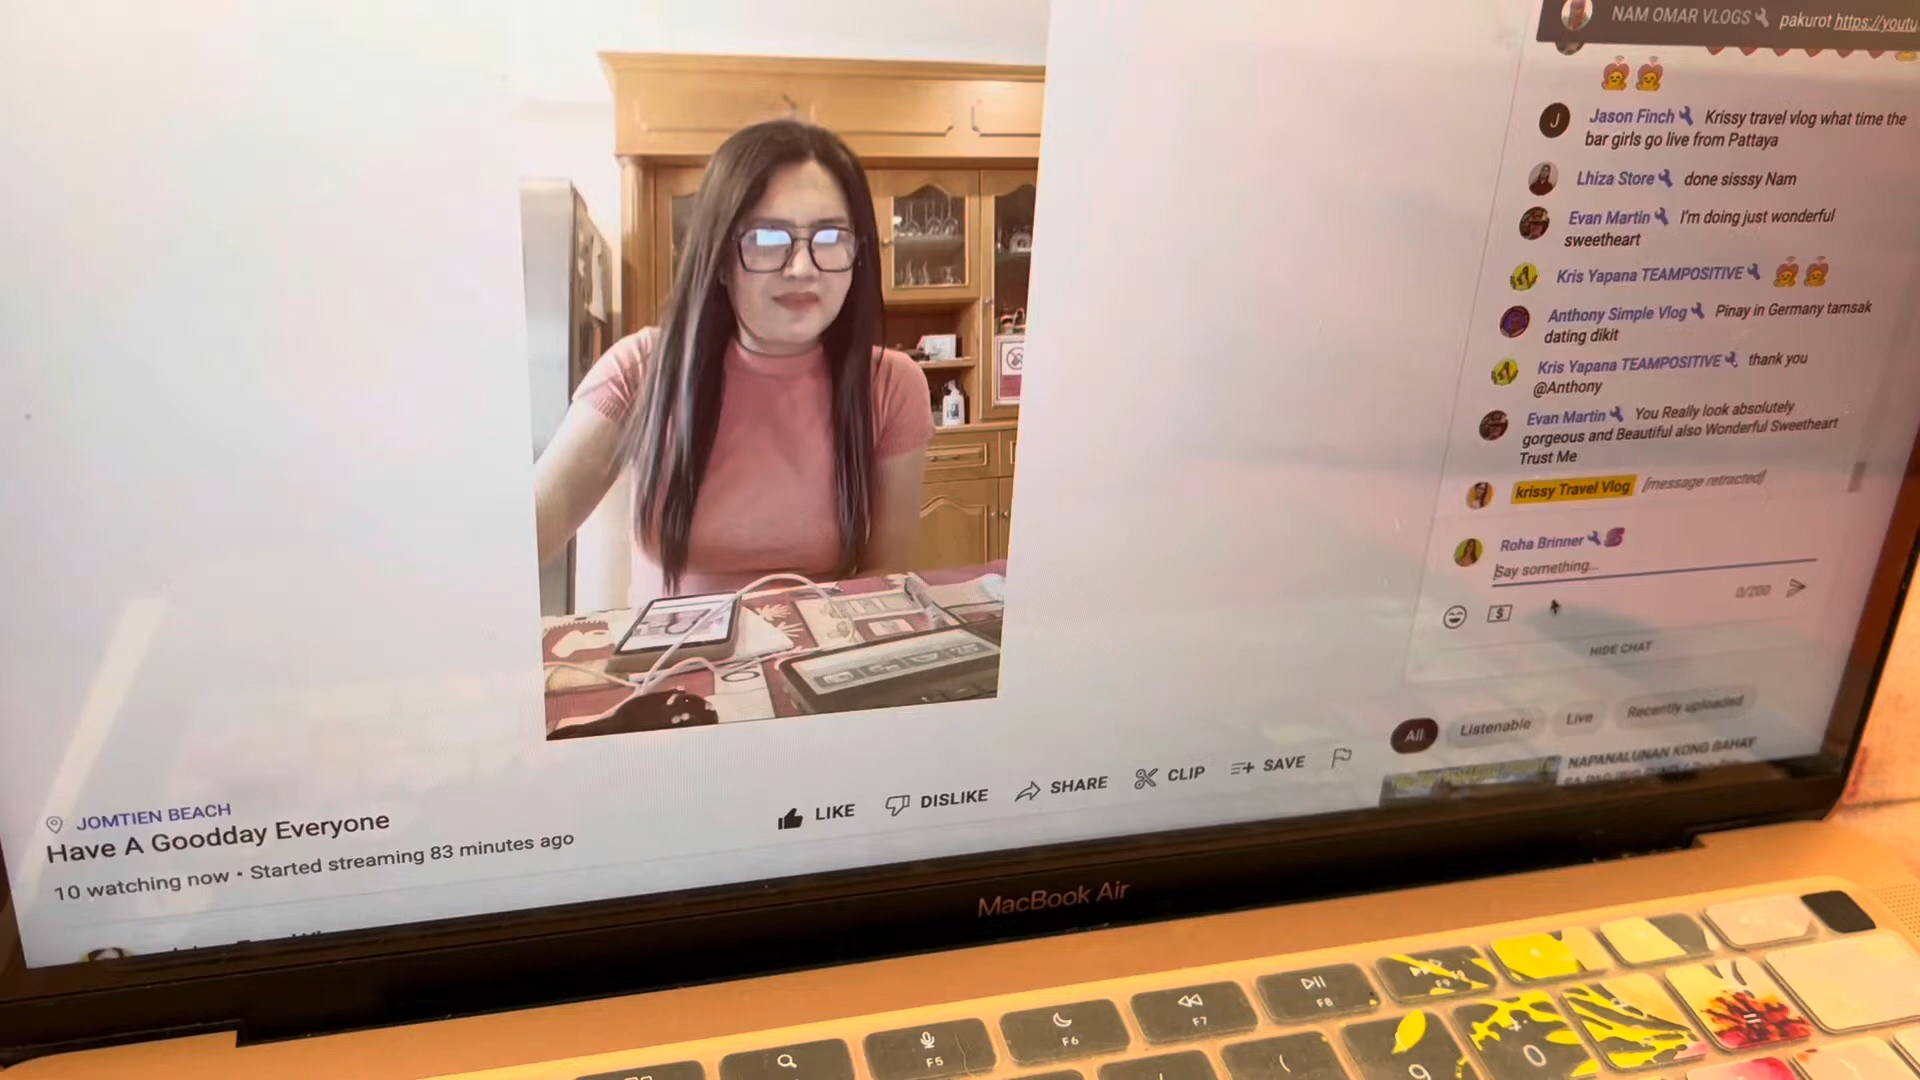 NAM OMAR VLOGS pakurot https://youtu
Jason Finch Krissy travel vlog what time the
bar girls go live from Pattaya
Lhiza Store done sisssy Nam
Evan Martin I'm doing just wonderful
sweetheart
Kris Yapana TEAMPOSITIVE
Anthony Simple Vlog Pinay in Germany tamsak
dating dikit
Kris Yapana TEAMPOSITIVE thank you
@Anthony
Evan Martin You Really look absolutely
gorgeous and Beautiful also Wonderful Sweetheart
Trust Me
krissy Travel Vlog [message retracted]
Roha Brinner
Say something...
0/200
HIDE CHAT
All Listenable Live Recently uploaded
NAPANALUNAN KONG BAHAY
JOMTIEN BEACH
Have A Goodday Everyone
10 watching now • Started streaming 83 minutes ago
LIKE DISLIKE SHARE CLIP SAVE
MacBook Air
F5 F6 F7 F8 F9
9 0 =